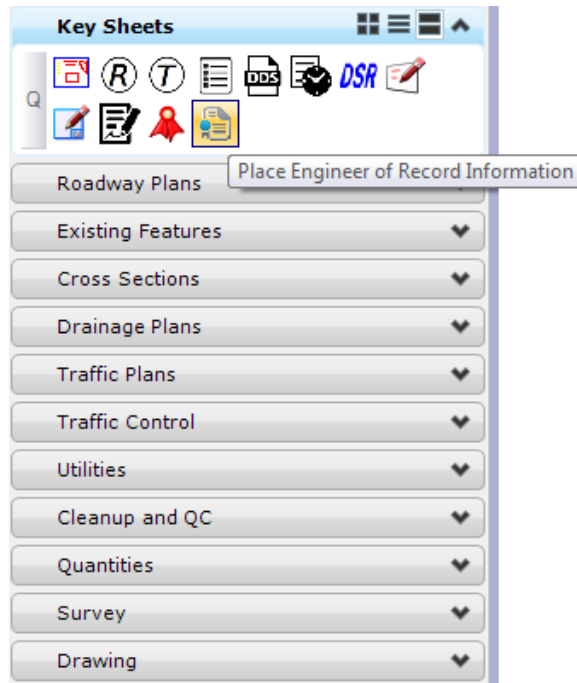 Key Sheets
Q
R T DDS DSR
Place Engineer of Record Information
Roadway Plans
Existing Features
Cross Sections
Drainage Plans
Traffic Plans
Traffic Control
Utilities
Cleanup and QC
Quantities
Survey
Drawing